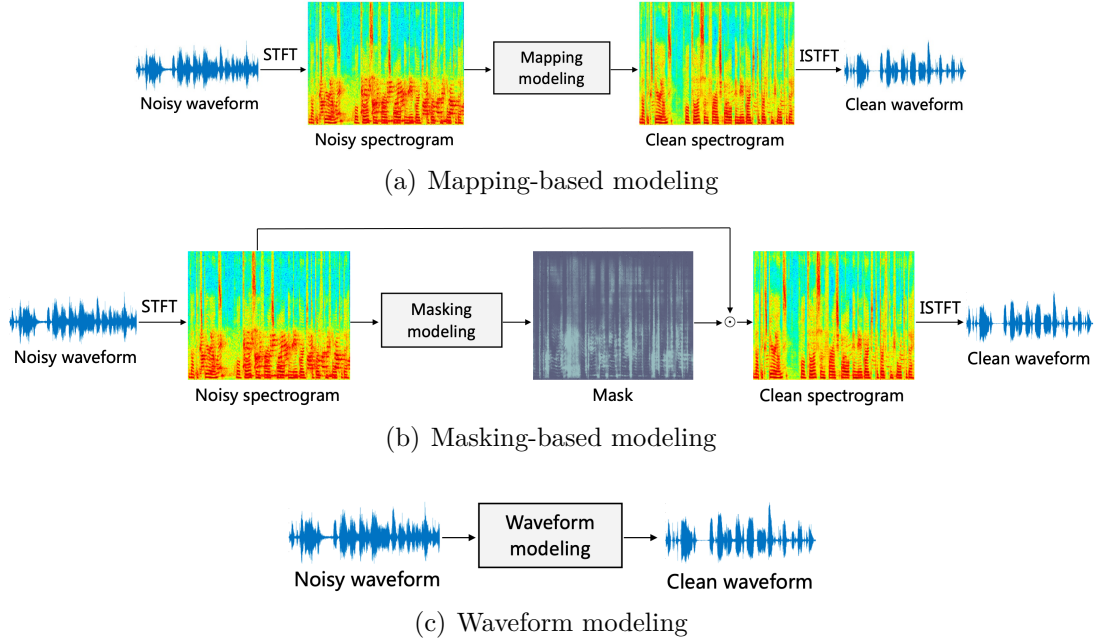 STFT
Mapping
modeling
ISTFT
Noisy waveform
Clean waveform
Noisy spectrogram
Clean spectrogram
(a) Mapping-based modeling
STFT
Masking
modeling
ISTFT
Noisy waveform
Clean waveform
Noisy spectrogram
Mask
Clean spectrogram
(b) Masking-based modeling
Waveform
modeling
Noisy waveform
Clean waveform
(c) Waveform modeling